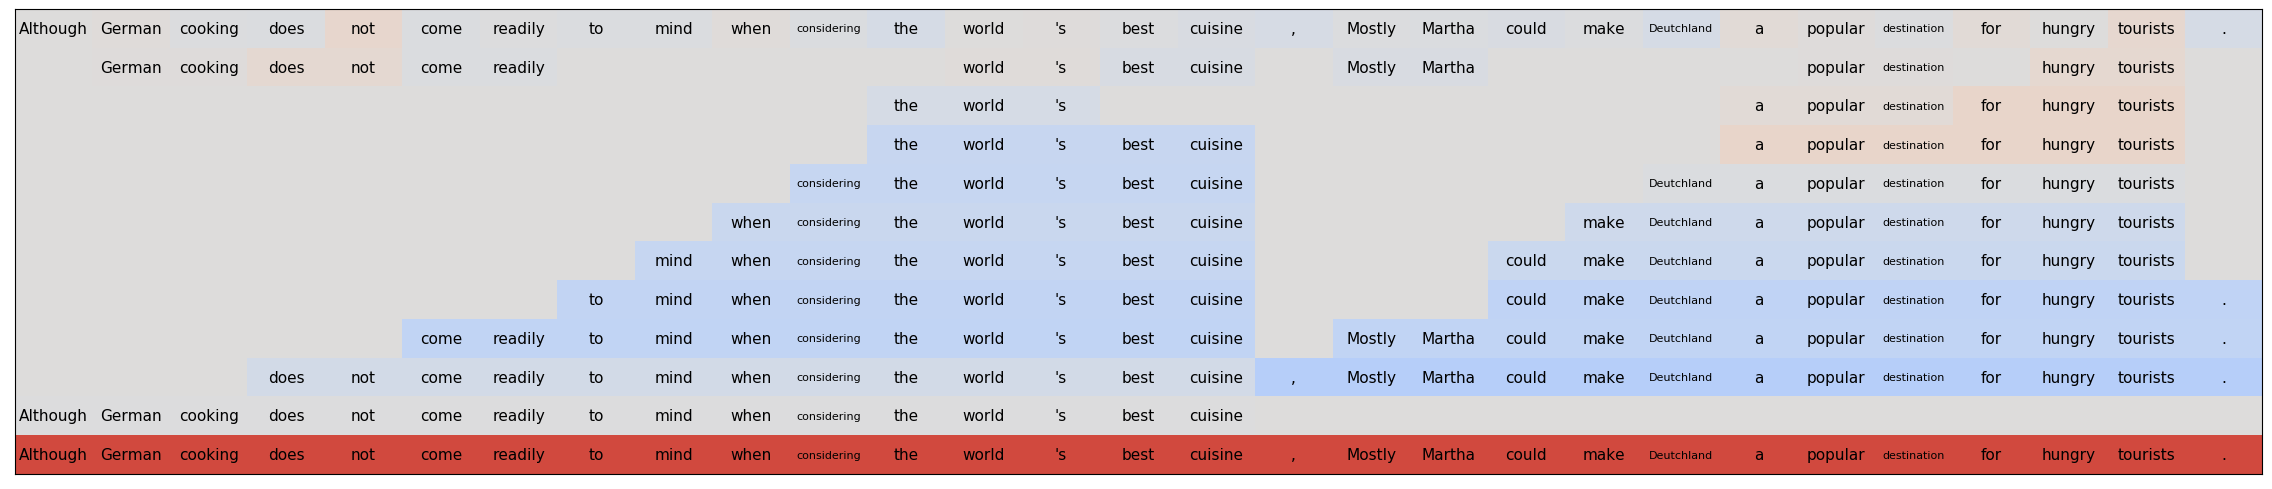 Although German cooking does not come readily to mind when considering the world 's best cuisine , Mostly Martha could make Deutchland a popular destination for hungry tourists .
German cooking does not come readily world 's best cuisine Mostly Martha popular destination hungry tourists
the world 's a popular destination for hungry tourists
the world 's best cuisine a popular destination for hungry tourists
considering the world 's best cuisine Deutchland a popular destination for hungry tourists
when considering the world 's best cuisine make Deutchland a popular destination for hungry tourists
mind when considering the world 's best cuisine could make Deutchland a popular destination for hungry tourists
to mind when considering the world 's best cuisine could make Deutchland a popular destination for hungry tourists .
come readily to mind when considering the world 's best cuisine Mostly Martha could make Deutchland a popular destination for hungry tourists .
does not come readily to mind when considering the world 's best cuisine , Mostly Martha could make Deutchland a popular destination for hungry tourists .
Although German cooking does not come readily to mind when considering the world 's best cuisine
Although German cooking does not come readily to mind when considering the world 's best cuisine , Mostly Martha could make Deutchland a popular destination for hungry tourists .